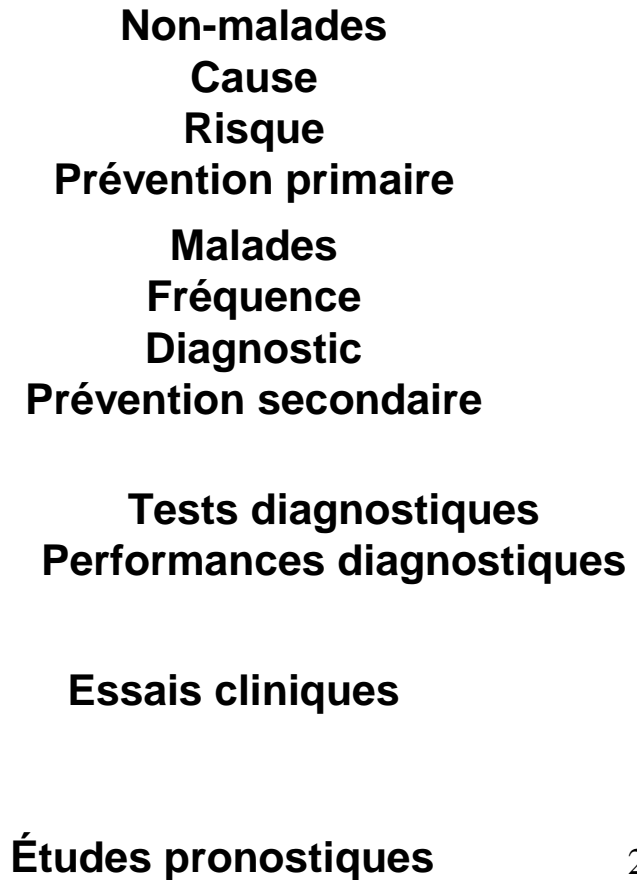 Non-malades
Cause
Risque
Prévention primaire
Malades
Fréquence
Diagnostic
Prévention secondaire
Tests diagnostiques
Performances diagnostiques
Essais cliniques
Études pronostiques
2